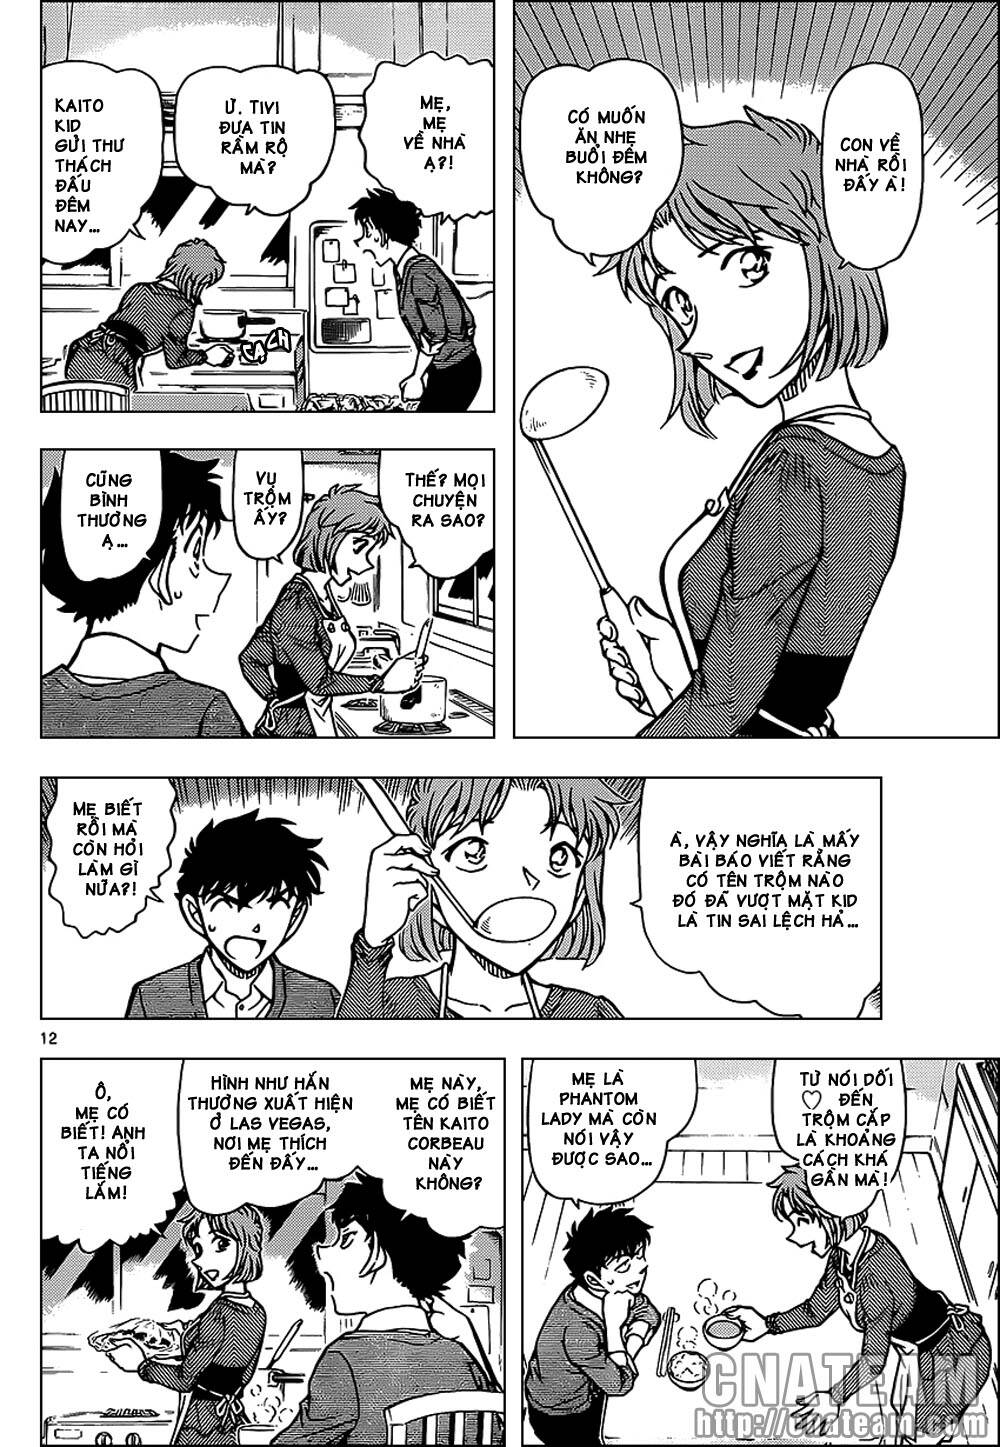 CON VỀ
NHÀ RỒI
ĐẤY À!
CÓ MUỐN
ĂN NHẸ
BUỔI ĐÊM
KHÔNG?
MẸ,
MẸ
VỀ NHÀ
Ạ?!
Ừ. TIVI
ĐƯA TIN
RẦM RỘ
MÀ?
KAITO
KID
GỬI THƯ
THÁCH
ĐẤU
ĐÊM
NAY...
CẠCH
THẾ? MỌI
CHUYỆN
RA SAO?
VỤ
TRỘM
ẤY?
CŨNG
BÌNH
THƯỜNG
Ạ...
À, VẬY NGHĨA LÀ MẤY
BÀI BÁO VIẾT RẰNG
CÓ TÊN TRỘM NÀO
ĐÓ ĐÃ VƯỢT MẶT KID
LÀ TIN SAI LỆCH HẢ...
MẸ BIẾT
RỒI MÀ
CÒN HỎI
LÀM GÌ
NỮA?!
12
TỪ NÓI DỐI
♡ ĐẾN
TRỘM CẮP
LÀ KHOẢNG
CÁCH KHÁ
GẦN MÀ!
MẸ LÀ
PHANTOM
LADY MÀ CÒN
NÓI VẬY
ĐƯỢC SAO...
MẸ NÀY,
MẸ CÓ BIẾT
TÊN KAITO
CORBEAU
NÀY
KHÔNG?
HÌNH NHƯ HẮN
THƯỜNG XUẤT HIỆN
Ở LAS VEGAS,
NƠI MẸ THÍCH
ĐẾN ĐẤY...
Ồ,
MẸ CÓ
BIẾT! ANH
TA NỔI
TIẾNG
LẮM!
CNATEAM
http://cnateam.com/